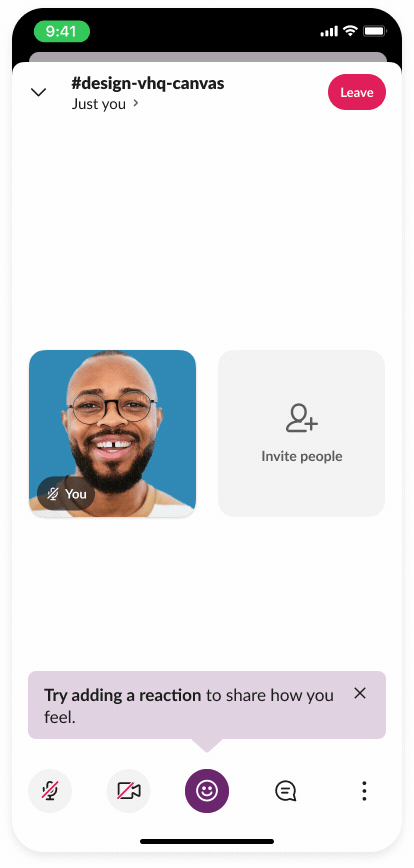 9:41
#design-vhq-canvas
Just you
Leave
You
Invite people
Try adding a reaction to share how you
feel.